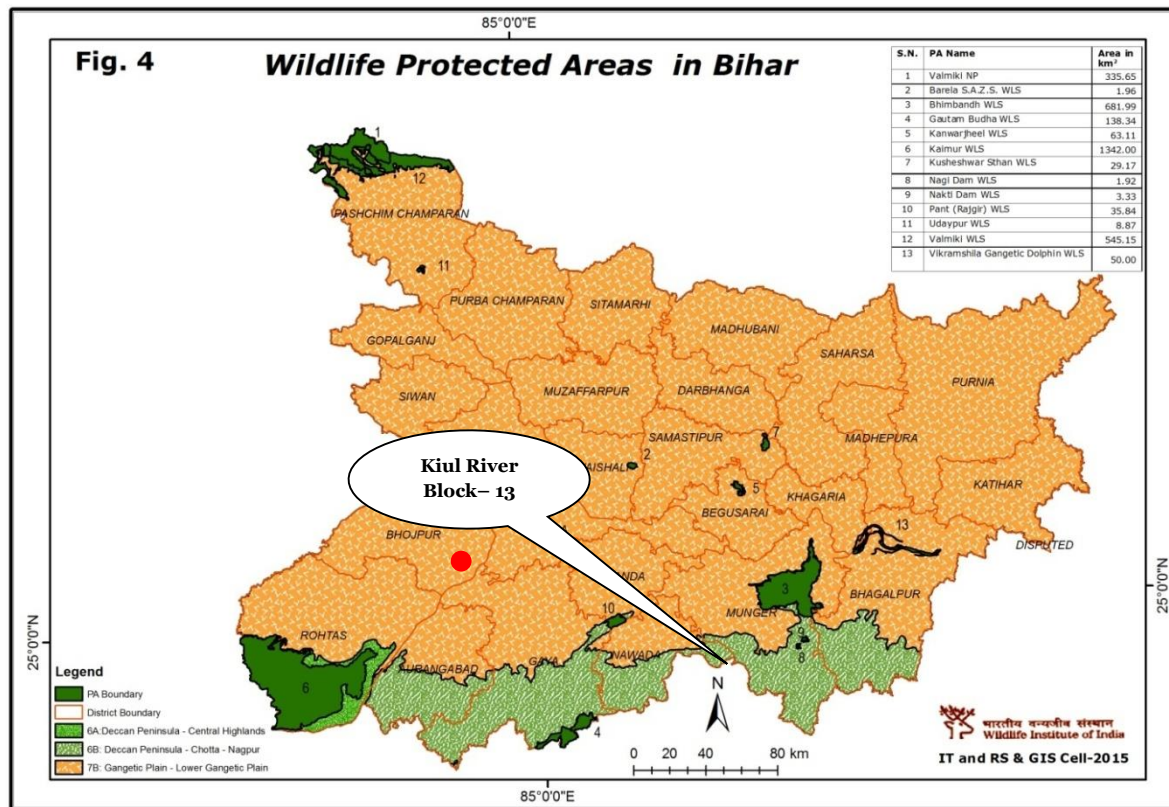 85°0'0"E
Fig. 4
Wildlife Protected Areas in Bihar
S.N. PA Name Area in km²
1 Valmiki NP 335.65
2 Barela S.A.Z.S. WLS 1.96
3 Bhimbandh WLS 681.99
4 Gautam Budha WLS 138.34
5 Kanwarjheel WLS 63.11
6 Kaimur WLS 1342.00
7 Kusheshwar Sthan WLS 29.17
8 Nagi Dam WLS 1.92
9 Nakti Dam WLS 3.33
10 Pant (Rajgir) WLS 35.84
11 Udaypur WLS 8.87
12 Valmiki WLS 545.15
13 Vikramshila Gangetic Dolphin WLS 50.00
1
12
PASHCHIM CHAMPARAN
11
PURBA CHAMPARAN
SITAMARHI
MADHUBANI
GOPALGANJ
SAHARSA
PURNIA
SIWAN
MUZAFFARPUR
DARBHANGA
SAMASTIPUR
7
MADHEPURA
Kiul River
Block– 13
AISHALI
2
5
KHAGARIA
KATIHAR
BEGUSARAI
13
BHOJPUR
DISPUTED
NDA
3
BHAGALPUR
10
MUNGER
ROHTAS
9
8
NAWADA
GAYA
URANGABAD
6
4
25°0'0"N
25°0'0"N
Legend
PA Boundary
District Boundary
6A:Deccan Peninsula - Central Highlands
6B: Deccan Peninsula - Chotta - Nagpur
7B: Gangetic Plain - Lower Gangetic Plain
N
0 20 40 80 km
भारतीय वन्यजीव संस्थान
Wildlife Institute of India
IT and RS & GIS Cell-2015
85°0'0"E